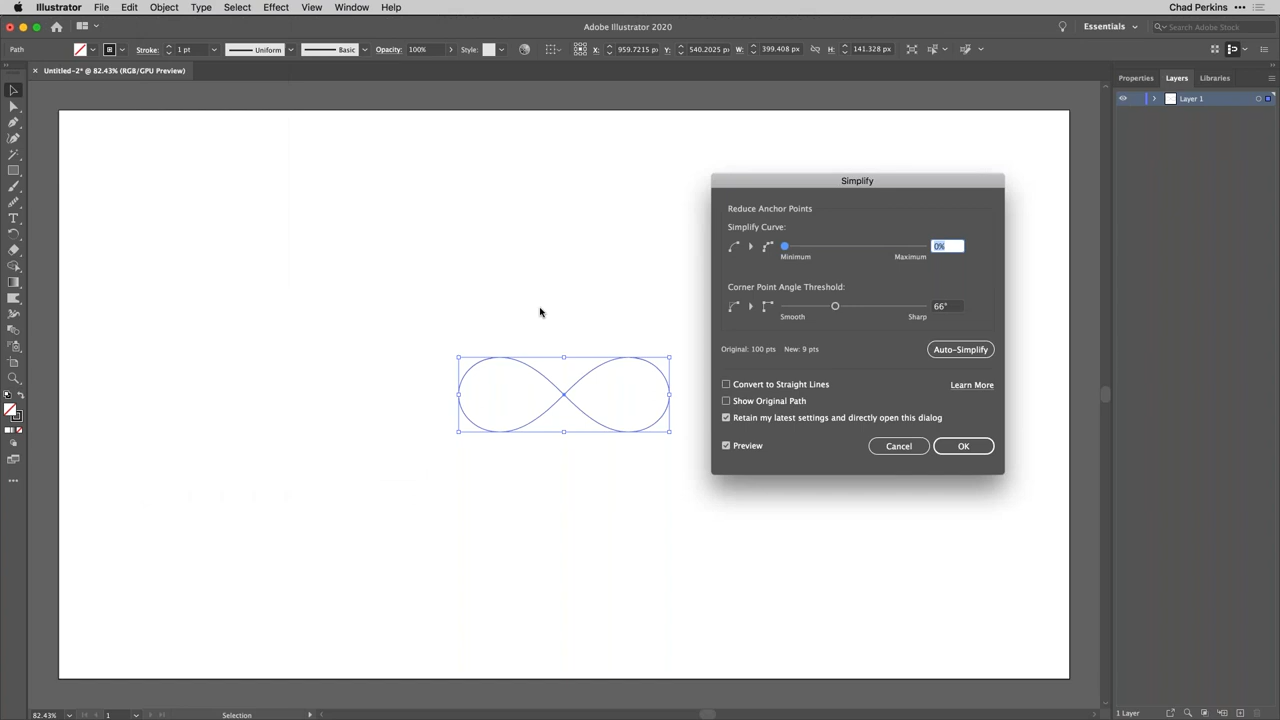 Illustrator File Edit Object Type Select Effect View Window Help Chad Perkins
Adobe Illustrator 2020 Essentials Search Adobe Stock
Path Stroke: 1 pt Uniform Basic Opacity: 100% Style: X: 959.7215 p Y: 540.2025 p W: 399.408 px H: 141.328 px
Untitled-2* @ 82.43% (RGB/GPU Preview)
Properties Layers Libraries
Layer 1
Simplify
Reduce Anchor Points
Simplify Curve:
0%
Minimum Maximum
Corner Point Angle Threshold:
66°
Smooth Sharp
Original: 100 pts New: 9 pts Auto-Simplify
Convert to Straight Lines Learn More
Show Original Path
Retain my latest settings and directly open this dialog
Preview Cancel OK
82.43% 1 Selection 1 Layer